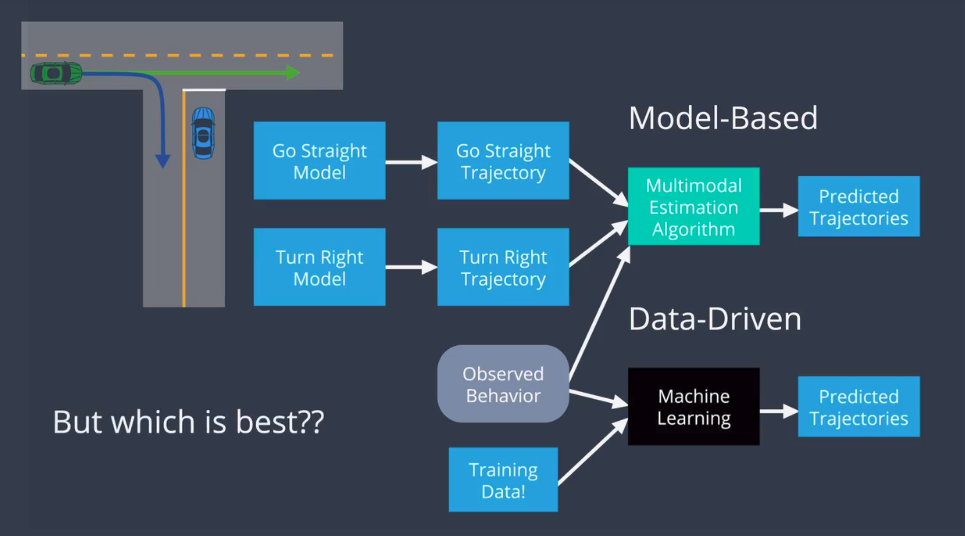 Model-Based
Go Straight
Model
Go Straight
Trajectory
Multimodal
Estimation
Algorithm
Predicted
Trajectories
Turn Right
Model
Turn Right
Trajectory
Data-Driven
Observed
Behavior
Machine
Learning
Predicted
Trajectories
But which is best??
Training
Data!